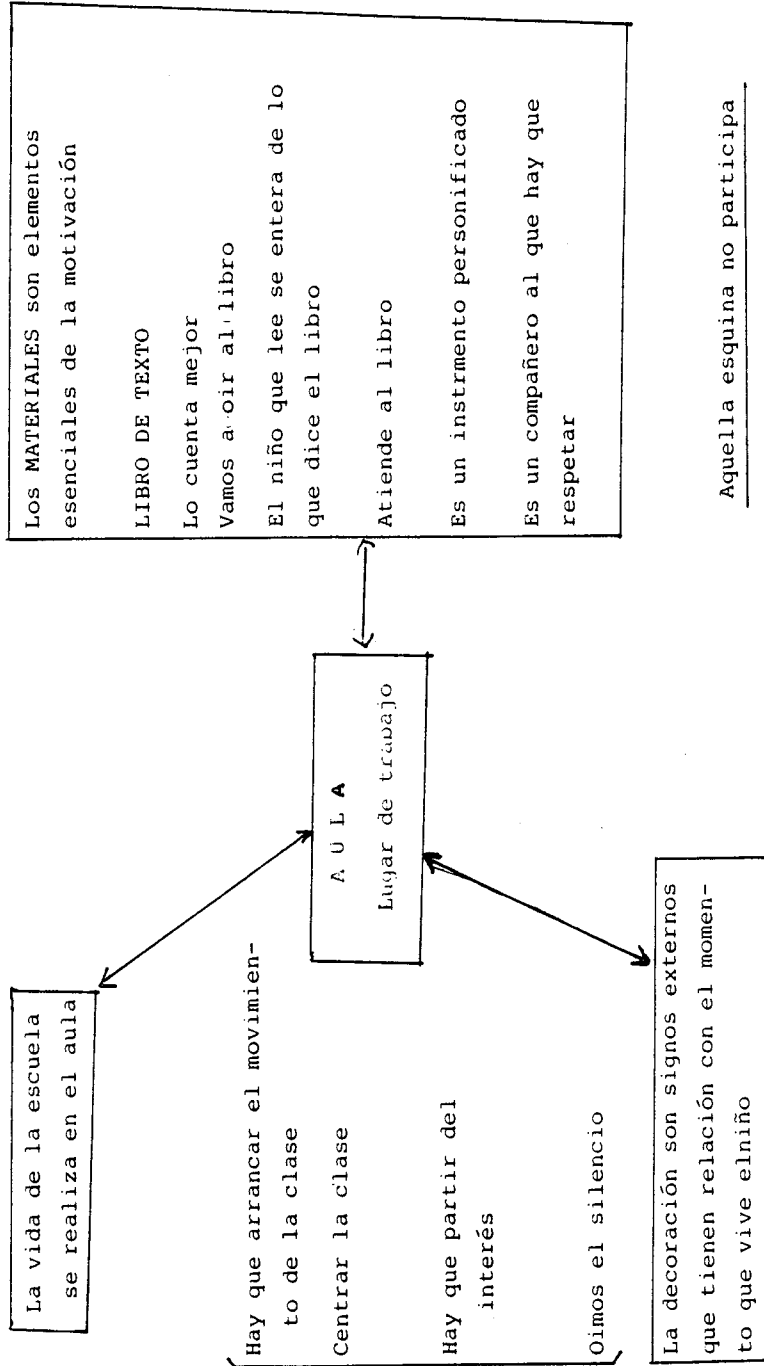 La vida de la escuela
se realiza en el aula
Hay que arrancar el movimien-
to de la clase
Centrar la clase
Hay que partir del
interés
Oimos el silencio
La decoración son signos externos
que tienen relación con el momen-
to que vive elniño
A U L A
Lugar de trabajo
Los MATERIALES son elementos
esenciales de la motivación
LIBRO DE TEXTO
Lo cuenta mejor
Vamos a oir al libro
El niño que lee se entera de lo
que dice el libro
Atiende al libro
Es un instrmento personificado
Es un compañero al que hay que
respetar
Aquella esquina no participa